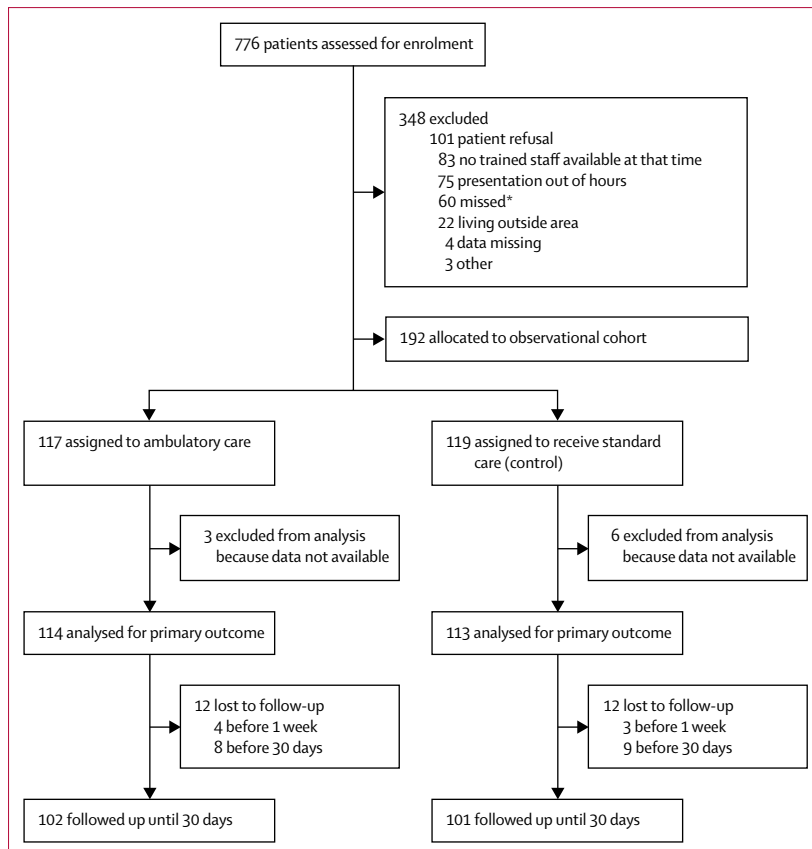 776 patients assessed for enrolment
348 excluded
101 patient refusal
83 no trained staff available at that time
75 presentation out of hours
60 missed*
22 living outside area
4 data missing
3 other
192 allocated to observational cohort
117 assigned to ambulatory care
119 assigned to receive standard
care (control)
3 excluded from analysis
because data not available
6 excluded from analysis
because data not available
114 analysed for primary outcome
113 analysed for primary outcome
12 lost to follow-up
4 before 1 week
8 before 30 days
12 lost to follow-up
3 before 1 week
9 before 30 days
102 followed up until 30 days
101 followed up until 30 days